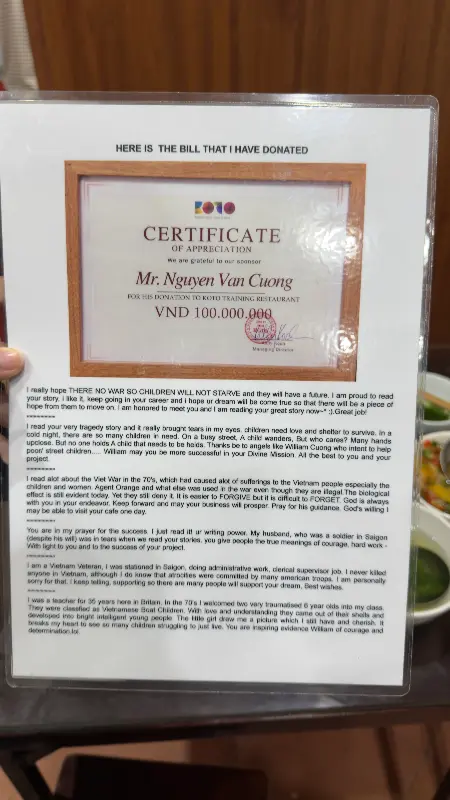 HERE IS THE BILL THAT I HAVE DONATED
KOTO
CERTIFICATE
OF APPRECIATION
We are grateful to our sponsor
Mr. Nguyen Van Cuong
FOR HIS DONATION TO KOTO TRAINING RESTAURANT
VND 100.000.000
Managing Director
I really hope THERE NO WAR SO CHILDREN WILL NOT STARVE and they will have a future. I am proud to read
your story. I like it, keep going in your career and i hope ur dream will be come true so that there will be a piece of
hope from them to move on. I am honored to meet you and I am reading your great story now~* :).Great job!
I read your very tragedy story and it really brought tears in my eyes. children need love and shelter to survive. In a
cold night, there are so many children in need. On a busy street, A child wanders, But who cares? Many hands
upclose. But no one holds A child that needs to be holds. Thanks be to angels like William Cuong who intent to help
poor/ street children..... William may you be more successful in your Divine Mission. All the best to you and your
project.
I read alot about the Viet War in the 70's, which had caused alot of sufferings to the Vietnam people especially the
children and women. Agent Orange and what else was used in the war even though they are illegal.The biological
effect is still evident today. Yet they still deny it. It is easier to FORGIVE but it is difficult to FORGET. God is always
with you in your endeavor. Keep forward and may your business will prosper. Pray for his guidance. God's willing I
may be able to visit your cafe one day.
You are in my prayer for the success. I just read it! ur writing power. My husband, who was a soldier in Saigon
(despite his will) was in tears when we read your stories, you give people the true meanings of courage, hard work -
With light to you and to the success of your project.
I am a Vietnam Veteran, I was stationed in Saigon, doing administrative work, clerical supervisor job. I never killed
anyone in Vietnam, although I do know that atrocities were committed by many american troops. I am personally
sorry for that. I keep telling, supporting so there are many people will support your dream. Best wishes.
I was a teacher for 35 years here in Britain. In the 70's I welcomed two very traumatised 6 year olds into my class.
They were classified as Vietnamese Boat Children. With love and understanding they came out of their shells and
developed into bright intelligent young people. The little girl draw me a picture which I still have and cherish. It
breaks my heart to see so many children struggling to just live. You are inspiring evidence William of courage and
determination.lol.